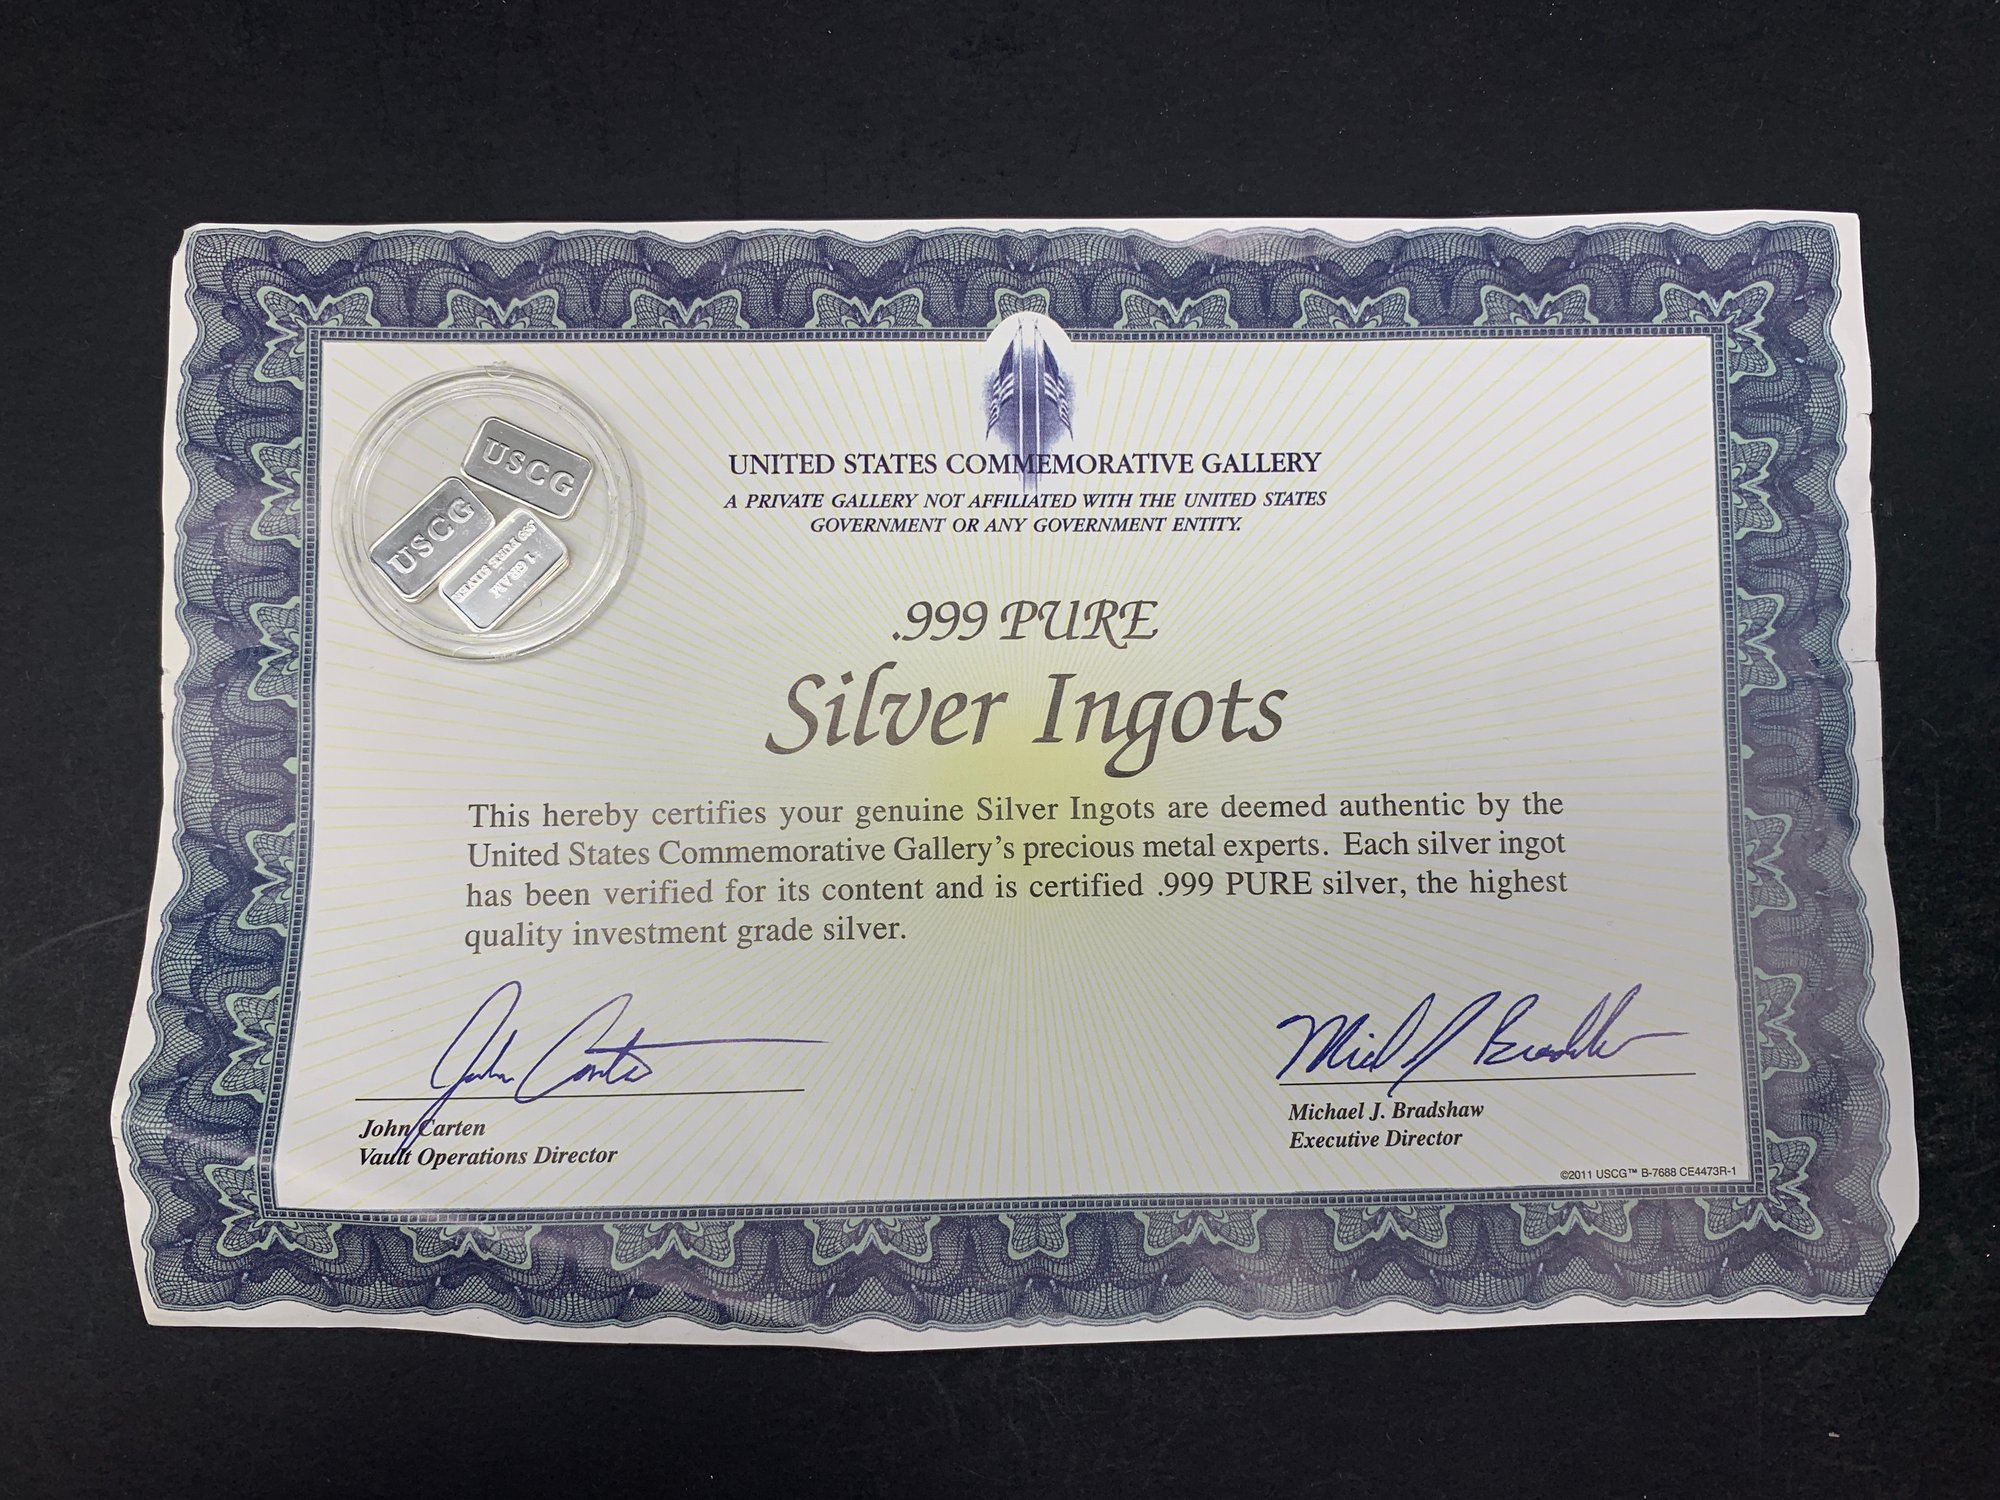 UNITED STATES COMMEMORATIVE GALLERY
A PRIVATE GALLERY NOT AFFILIATED WITH THE UNITED STATES
GOVERNMENT OR ANY GOVERNMENT ENTITY.
USCG
USCG
.999 PURE SILVER
1 GRAM
.999 PURE
Silver Ingots
This hereby certifies your genuine Silver Ingots are deemed authentic by the
United States Commemorative Gallery's precious metal experts. Each silver ingot
has been verified for its content and is certified .999 PURE silver, the highest
quality investment grade silver.
John Carten
Vault Operations Director
Michael J. Bradshaw
Executive Director
©2011 USCG™ B-7688 CE4473R-1